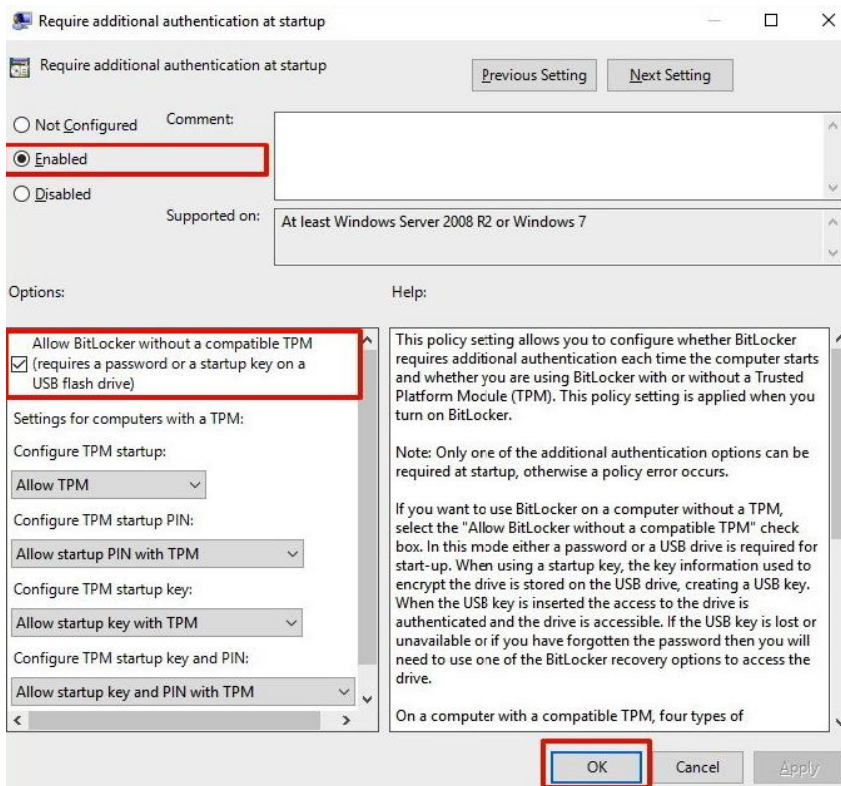 Require additional authentication at startup
Require additional authentication at startup
Previous Setting
Next Setting
Not Configured
Comment:
Enabled
Disabled
Supported on:
At least Windows Server 2008 R2 or Windows 7
Options:
Help:
Allow BitLocker without a compatible TPM
(requires a password or a startup key on a
USB flash drive)
Settings for computers with a TPM:
Configure TPM startup:
Allow TPM
Configure TPM startup PIN:
Allow startup PIN with TPM
Configure TPM startup key:
Allow startup key with TPM
Configure TPM startup key and PIN:
Allow startup key and PIN with TPM
This policy setting allows you to configure whether BitLocker
requires additional authentication each time the computer starts
and whether you are using BitLocker with or without a Trusted
Platform Module (TPM). This policy setting is applied when you
turn on BitLocker.
Note: Only one of the additional authentication options can be
required at startup, otherwise a policy error occurs.
If you want to use BitLocker on a computer without a TPM,
select the "Allow BitLocker without a compatible TPM" check
box. In this mode either a password or a USB drive is required for
start-up. When using a startup key, the key information used to
encrypt the drive is stored on the USB drive, creating a USB key.
When the USB key is inserted the access to the drive is
authenticated and the drive is accessible. If the USB key is lost or
unavailable or if you have forgotten the password then you will
need to use one of the BitLocker recovery options to access the
drive.
On a computer with a compatible TPM, four types of
OK
Cancel
Apply